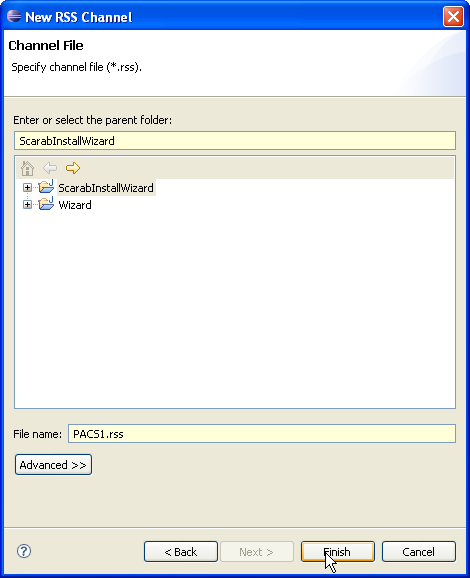 New RSS Channel
Channel File
Specify channel file (*.rss).
Enter or select the parent folder:
ScarabInstallWizard
ScarabInstallWizard
Wizard
File name: PACS1.rss
Advanced >>
? < Back Next > Finish Cancel